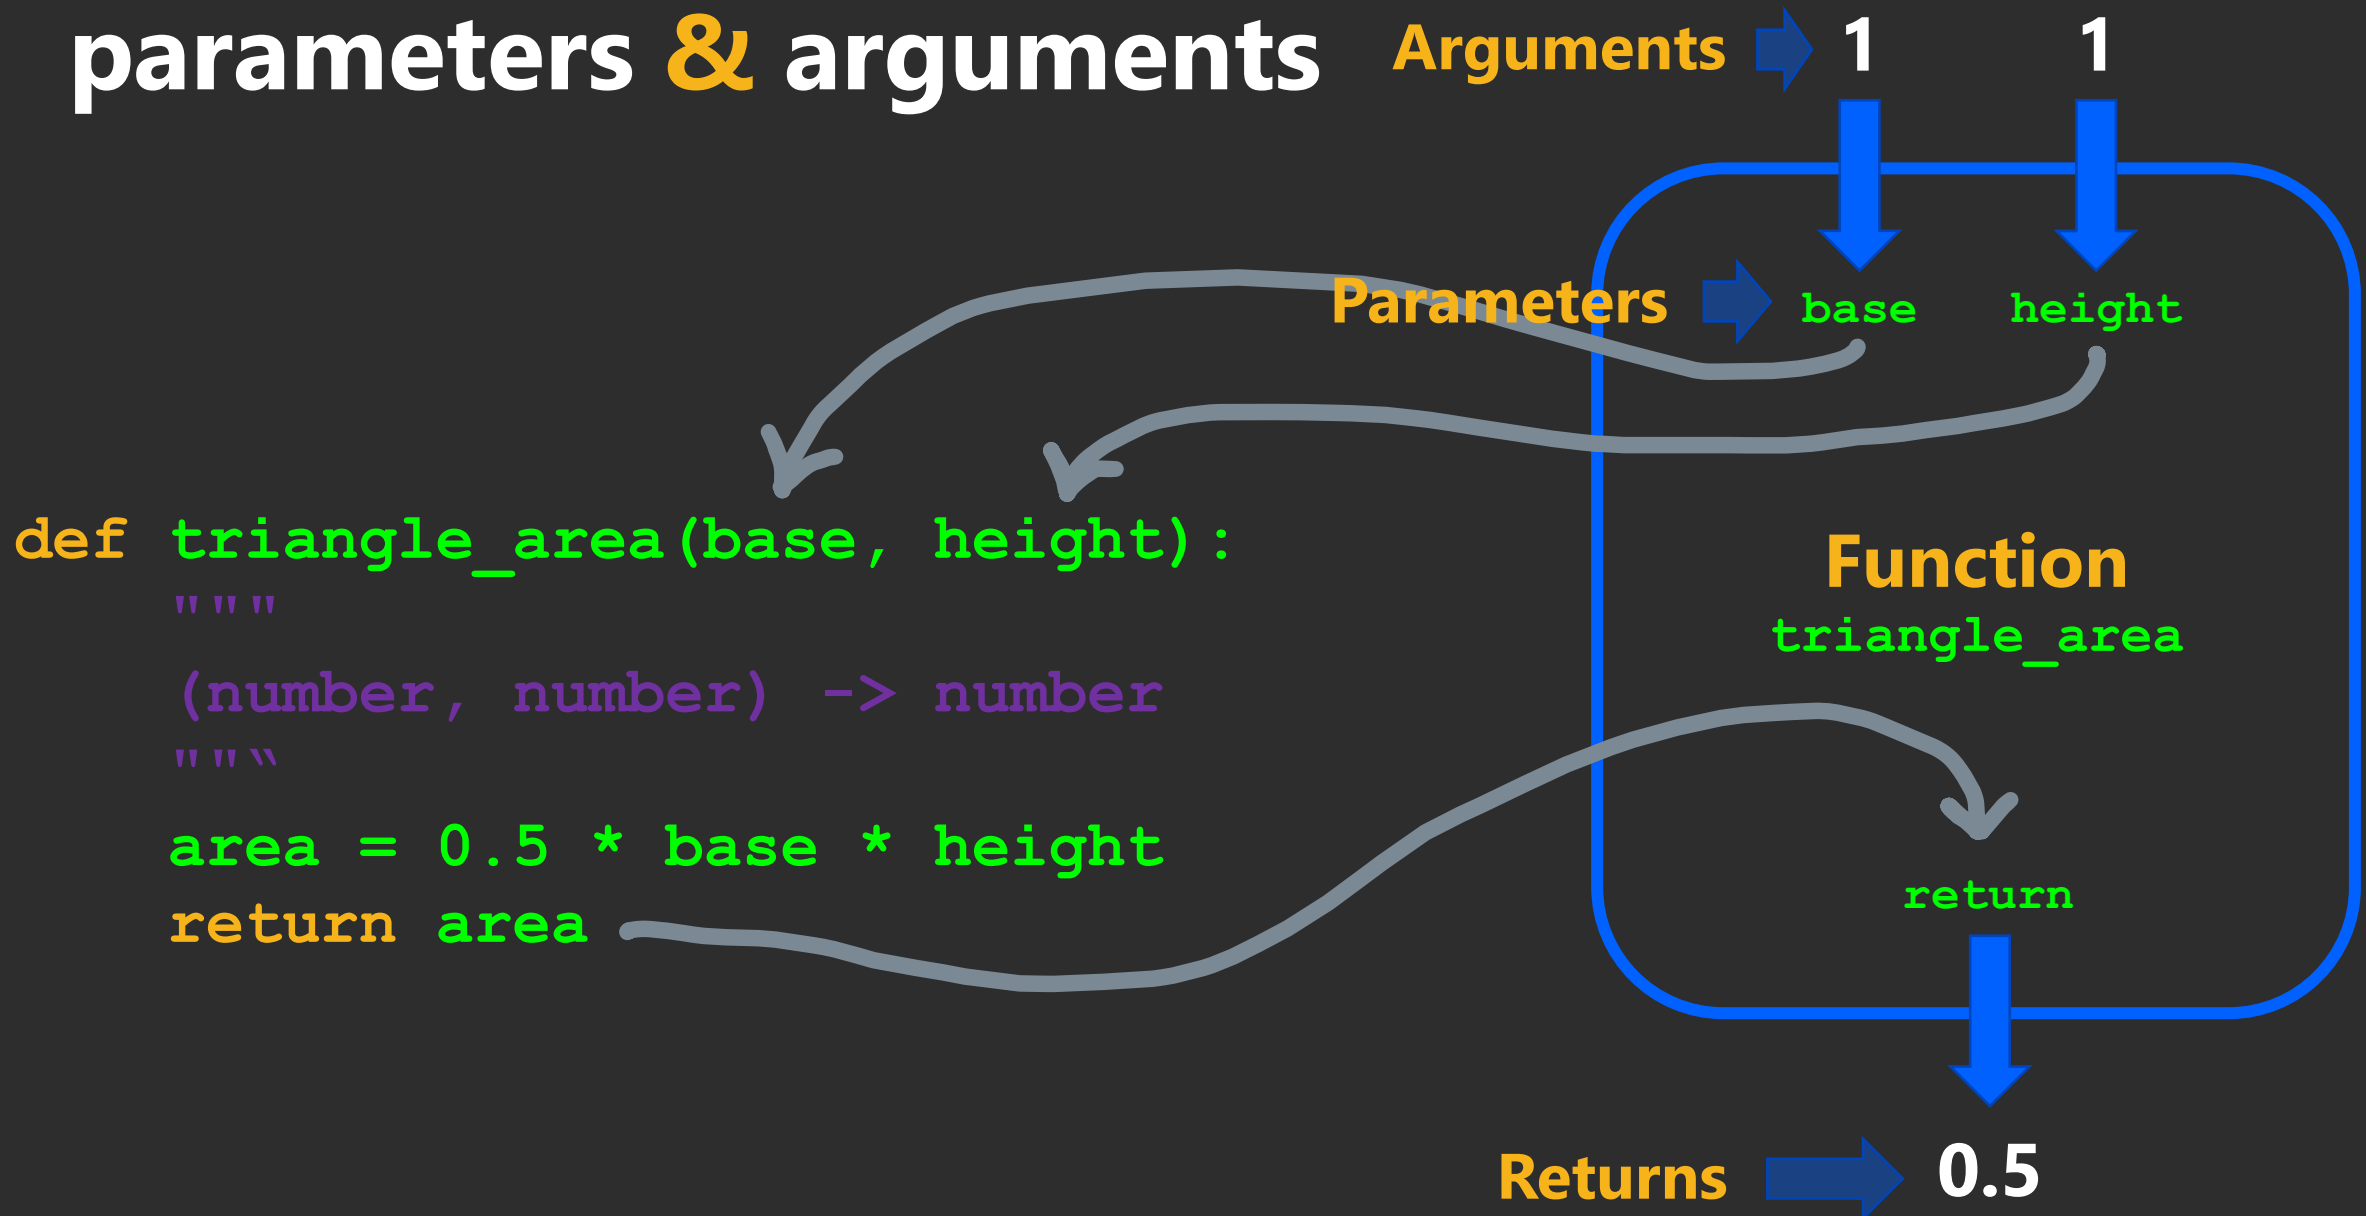 parameters & arguments
Arguments 1 1
Parameters base height
def triangle_area(base, height):
"""
(number, number) -> number
""“
area = 0.5 * base * height
return area
Function
triangle_area
return
Returns 0.5